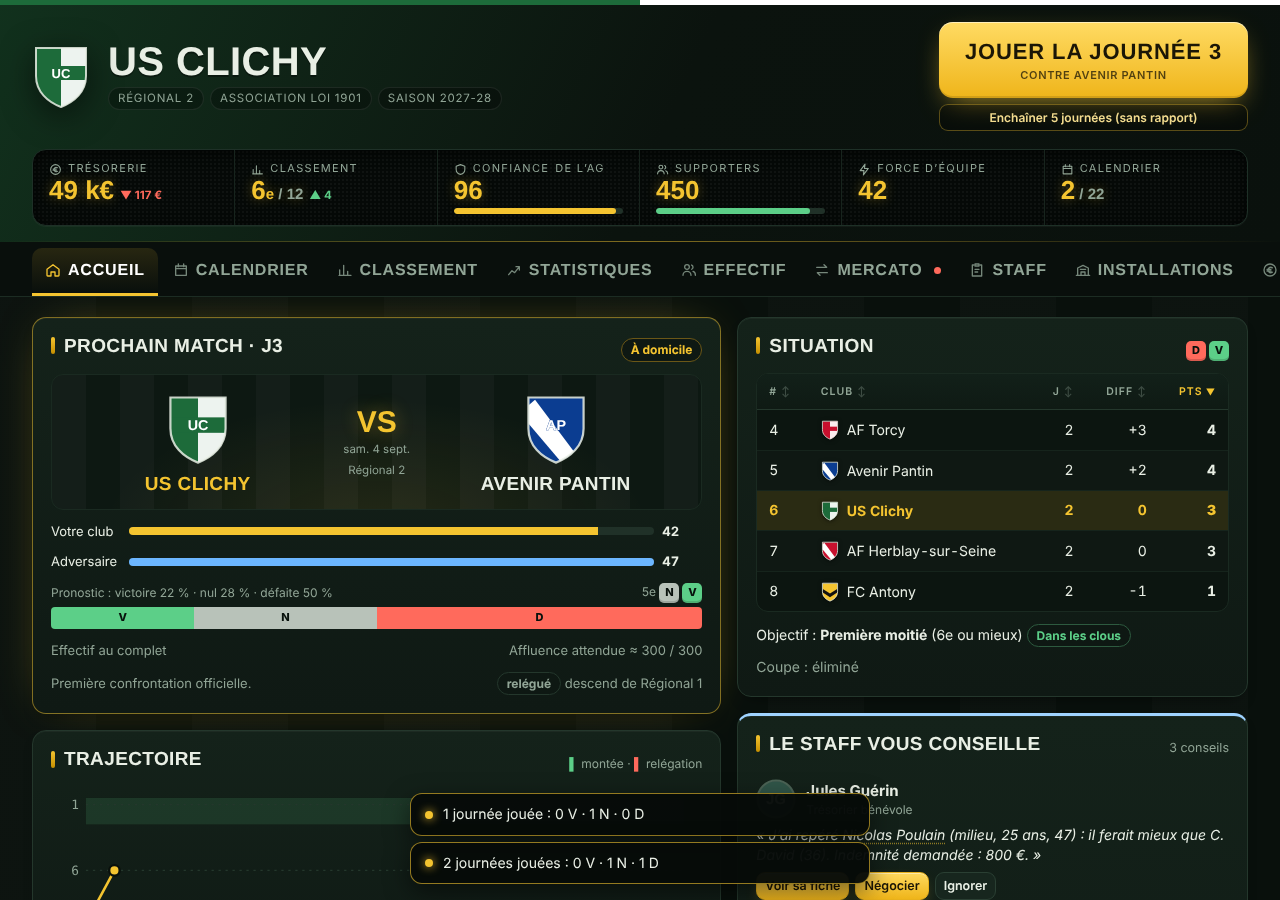 UC
US CLICHY
RÉGIONAL 2
ASSOCIATION LOI 1901
SAISON 2027-28
JOUER LA JOURNÉE 3
CONTRE AVENIR PANTIN
Enchaîner 5 journées (sans rapport)
TRÉSORERIE
49 k€ ▼ 117 €
CLASSEMENT
6e / 12 ▲ 4
CONFIANCE DE L'AG
96
SUPPORTERS
450
FORCE D'ÉQUIPE
42
CALENDRIER
2 / 22
ACCUEIL CALENDRIER CLASSEMENT STATISTIQUES EFFECTIF MERCATO STAFF INSTALLATIONS
PROCHAIN MATCH · J3
À domicile
UC
US CLICHY
VS
sam. 4 sept.
Régional 2
AP
AVENIR PANTIN
Votre club 42
Adversaire 47
Pronostic : victoire 22 % · nul 28 % · défaite 50 %
5e N V
V N D
Effectif au complet
Affluence attendue ≈ 300 / 300
Première confrontation officielle.
relégué descend de Régional 1
SITUATION
D V
# CLUB J DIFF PTS ▼
4 AF Torcy 2 +3 4
5 Avenir Pantin 2 +2 4
6 US Clichy 2 0 3
7 AF Herblay-sur-Seine 2 0 3
8 FC Antony 2 -1 1
Objectif : Première moitié (6e ou mieux) Dans les clous
Coupe : éliminé
TRAJECTOIRE
montée · relégation
1
6
1 journée jouée : 0 V · 1 N · 0 D
2 journées jouées : 0 V · 1 N · 1 D
LE STAFF VOUS CONSEILLE
3 conseils
Jules Guérin
Nicolas Poulain (milieu, 25 ans, 47) : il ferait mieux que C.
demandée : 800 €. »
Voir sa fiche
Négocier
Ignorer